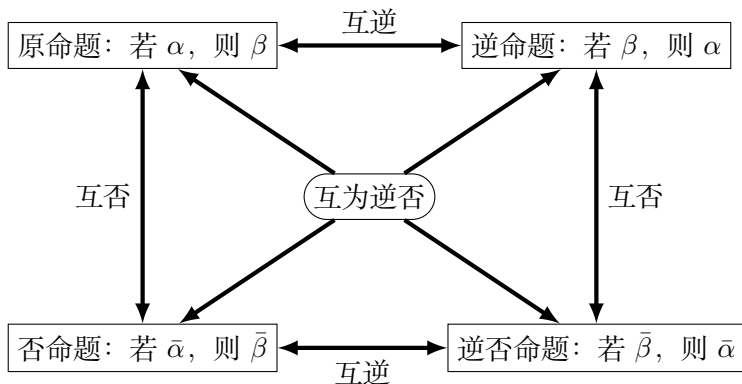 原命题：若 α，则 β
互逆
逆命题：若 β，则 α
互否
互为逆否
互否
否命题：若 ᾱ，则 β̄
互逆
逆否命题：若 β̄，则 ᾱ